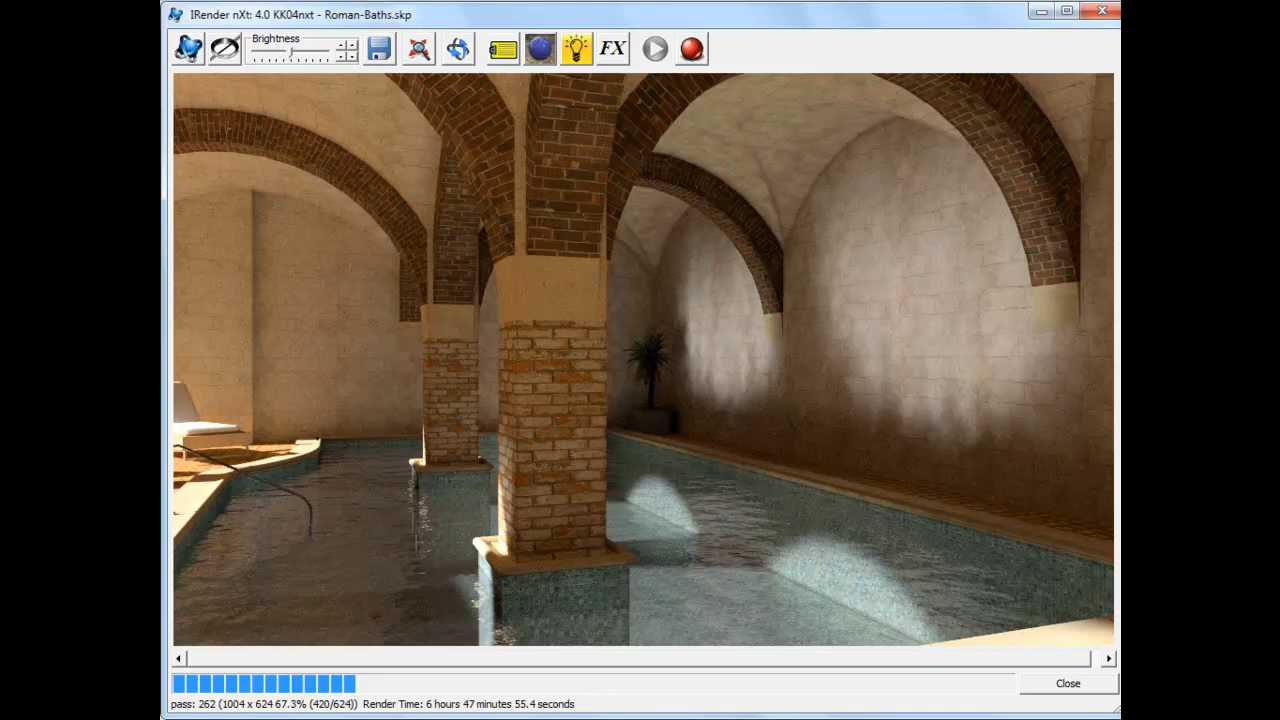 IRender nXt: 4.0 KK04nxt - Roman-Baths.skp
Brightness
FX
Close
pass: 262 (1004 x 624 67.3% (420/624)) Render Time: 6 hours 47 minutes 55.4 seconds